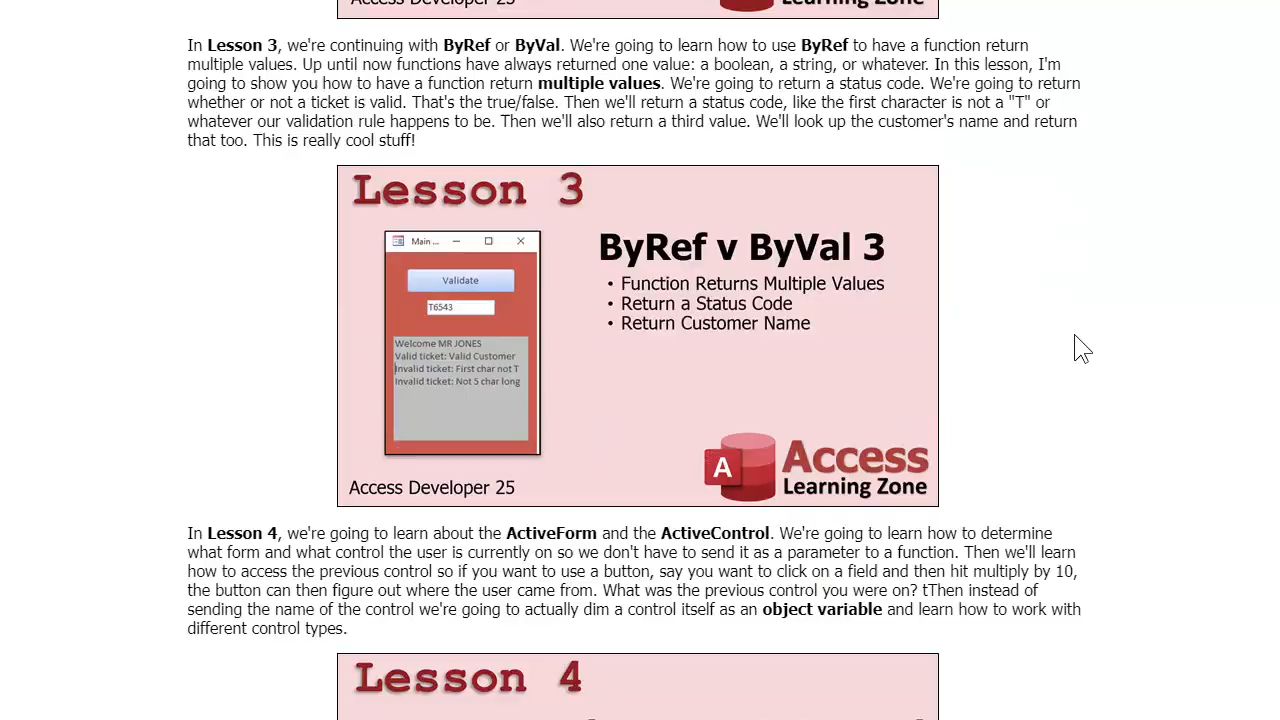 Access Developer 25
Learning Zone
In Lesson 3, we're continuing with ByRef or ByVal. We're going to learn how to use ByRef to have a function return
multiple values. Up until now functions have always returned one value: a boolean, a string, or whatever. In this lesson, I'm
going to show you how to have a function return multiple values. We're going to return a status code. We're going to return
whether or not a ticket is valid. That's the true/false. Then we'll return a status code, like the first character is not a "T" or
whatever our validation rule happens to be. Then we'll also return a third value. We'll look up the customer's name and return
that too. This is really cool stuff!
Lesson 3
Main ...
Validate
T6543
Welcome MR JONES
Valid ticket: Valid Customer
Invalid ticket: First char not T
Invalid ticket: Not 5 char long
ByRef v ByVal 3
• Function Returns Multiple Values
• Return a Status Code
• Return Customer Name
Access Developer 25
A
Access
Learning Zone
In Lesson 4, we're going to learn about the ActiveForm and the ActiveControl. We're going to learn how to determine
what form and what control the user is currently on so we don't have to send it as a parameter to a function. Then we'll learn
how to access the previous control so if you want to use a button, say you want to click on a field and then hit multiply by 10,
the button can then figure out where the user came from. What was the previous control you were on? tThen instead of
sending the name of the control we're going to actually dim a control itself as an object variable and learn how to work with
different control types.
Lesson 4